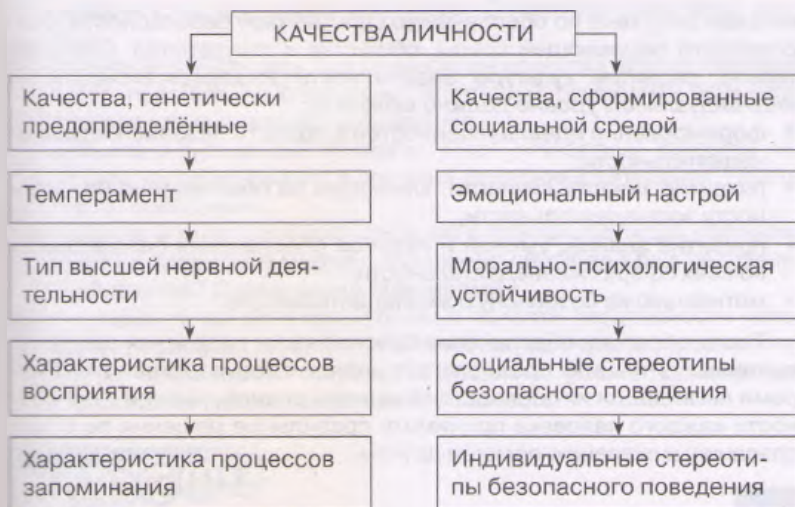 КАЧЕСТВА ЛИЧНОСТИ
Качества, генетически
предопределённые
Темперамент
Тип высшей нервной дея-
тельности
Характеристика процессов
восприятия
Характеристика процессов
запоминания
Качества, сформированные
социальной средой
Эмоциональный настрой
Морально-психологическая
устойчивость
Социальные стереотипы
безопасного поведения
Индивидуальные стереоти-
пы безопасного поведения